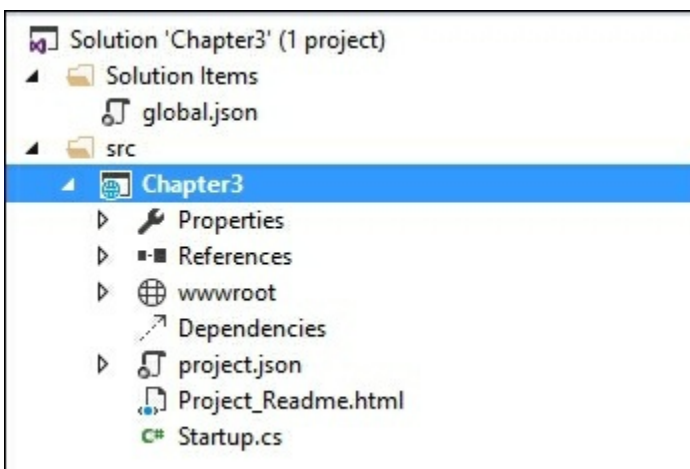 Solution 'Chapter3' (1 project)
Solution Items
global.json
src
Chapter3
Properties
References
wwwroot
Dependencies
project.json
Project_Readme.html
C# Startup.cs